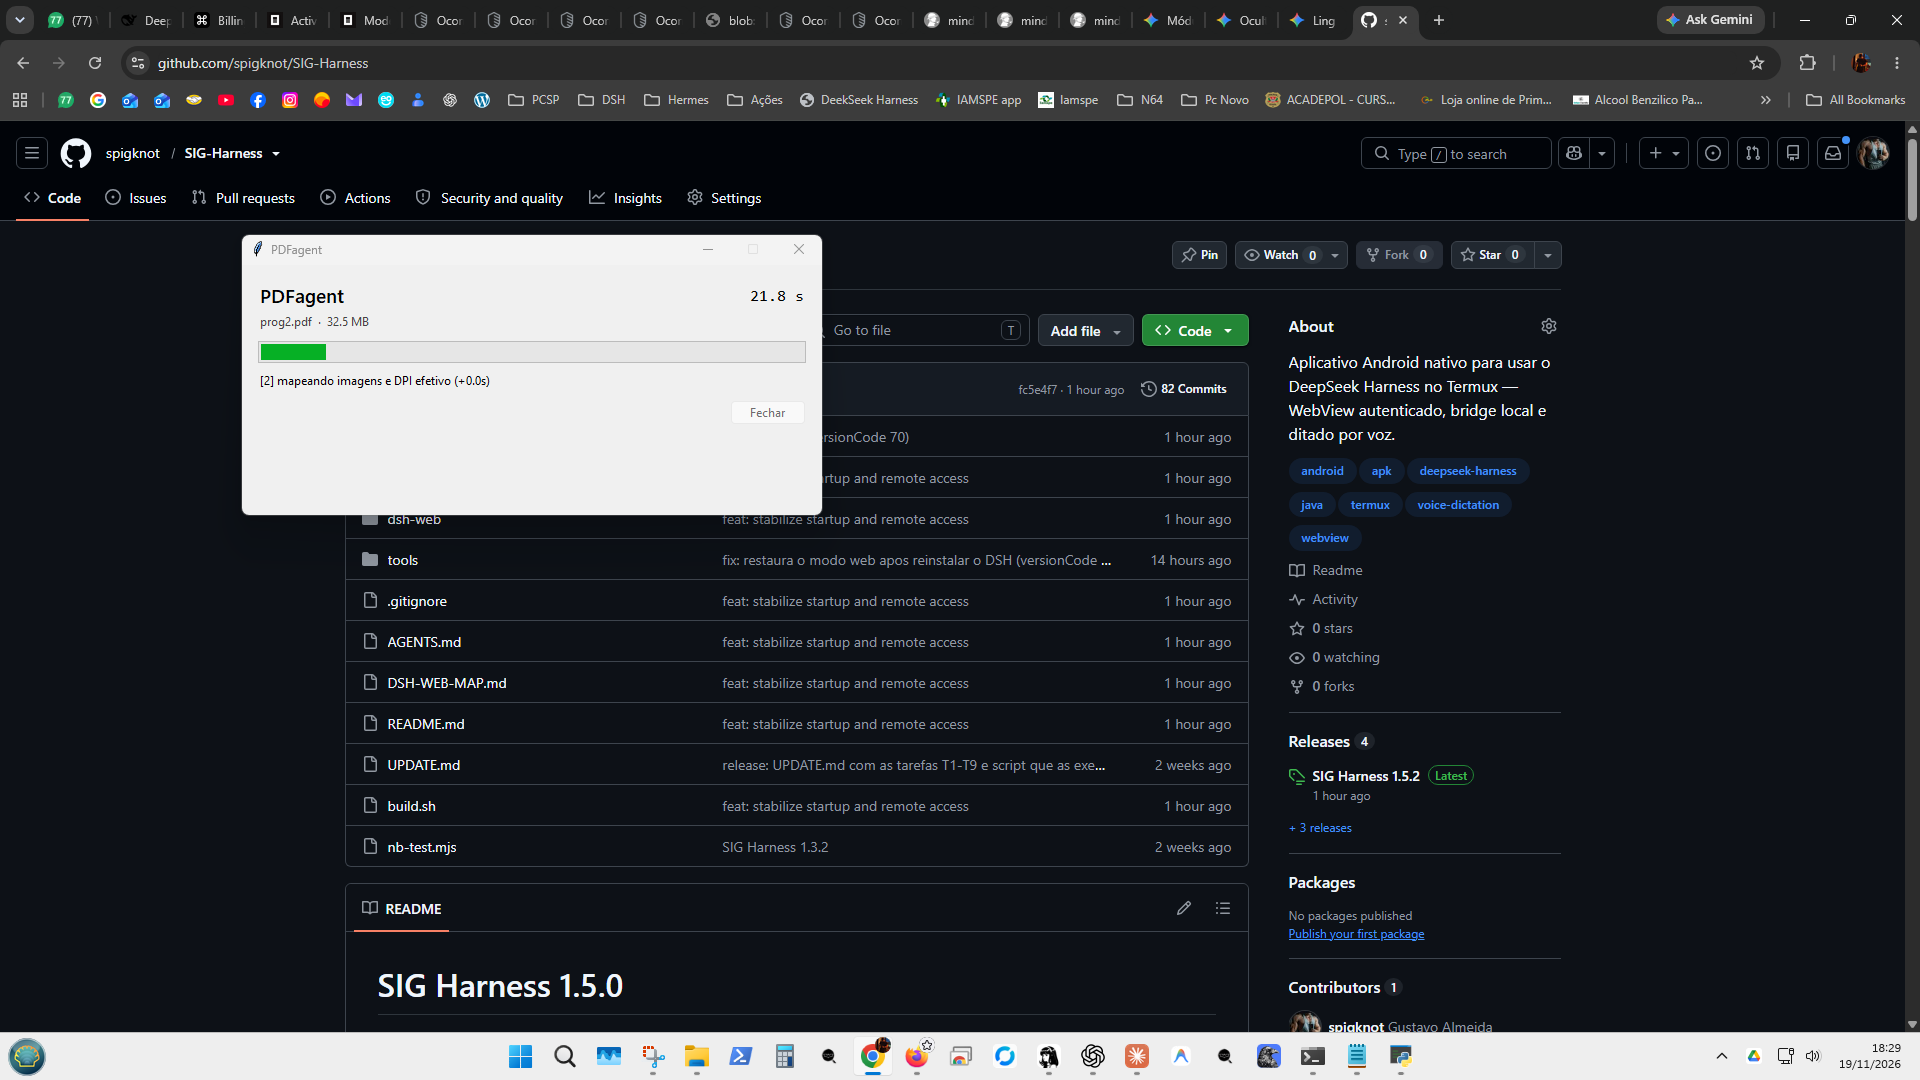 (77)
Deep
Billin
Activ
Mod
Ocor
Ocor
Ocor
Ocor
blob:
Ocor
Ocor
mind
mind
mind
Mód
Ocul
Ling
Ask Gemini
github.com/spigknot/SIG-Harness
77
PCSP
DSH
Hermes
Ações
DeekSeek Harness
IAMSPE app
Iamspe
N64
Pc Novo
ACADEPOL - CURS...
Loja online de Prim...
Alcool Benzilico Pa...
All Bookmarks
spigknot / SIG-Harness
Type / to search
Code
Issues
Pull requests
Actions
Security and quality
Insights
Settings
PDFagent
PDFagent
21.8 s
prog2.pdf · 32.5 MB
[2] mapeando imagens e DPI efetivo (+0.0s)
Fechar
Pin
Watch 0
Fork 0
Star 0
Go to file
T
Add file
Code
fc5e4f7 · 1 hour ago
82 Commits
rsionCode 70)
1 hour ago
rtup and remote access
1 hour ago
dsh-web
feat: stabilize startup and remote access
1 hour ago
tools
fix: restaura o modo web apos reinstalar o DSH (versionCode ...
14 hours ago
.gitignore
feat: stabilize startup and remote access
1 hour ago
AGENTS.md
feat: stabilize startup and remote access
1 hour ago
DSH-WEB-MAP.md
feat: stabilize startup and remote access
1 hour ago
README.md
feat: stabilize startup and remote access
1 hour ago
UPDATE.md
release: UPDATE.md com as tarefas T1-T9 e script que as exe...
2 weeks ago
build.sh
feat: stabilize startup and remote access
1 hour ago
nb-test.mjs
SIG Harness 1.3.2
2 weeks ago
README
SIG Harness 1.5.0
About
Aplicativo Android nativo para usar o
DeepSeek Harness no Termux —
WebView autenticado, bridge local e
ditado por voz.
android
apk
deepseek-harness
java
termux
voice-dictation
webview
Readme
Activity
0 stars
0 watching
0 forks
Releases 4
SIG Harness 1.5.2
Latest
1 hour ago
+ 3 releases
Packages
No packages published
Publish your first package
Contributors 1
spigknot Gustavo Almeida
18:29
19/11/2026